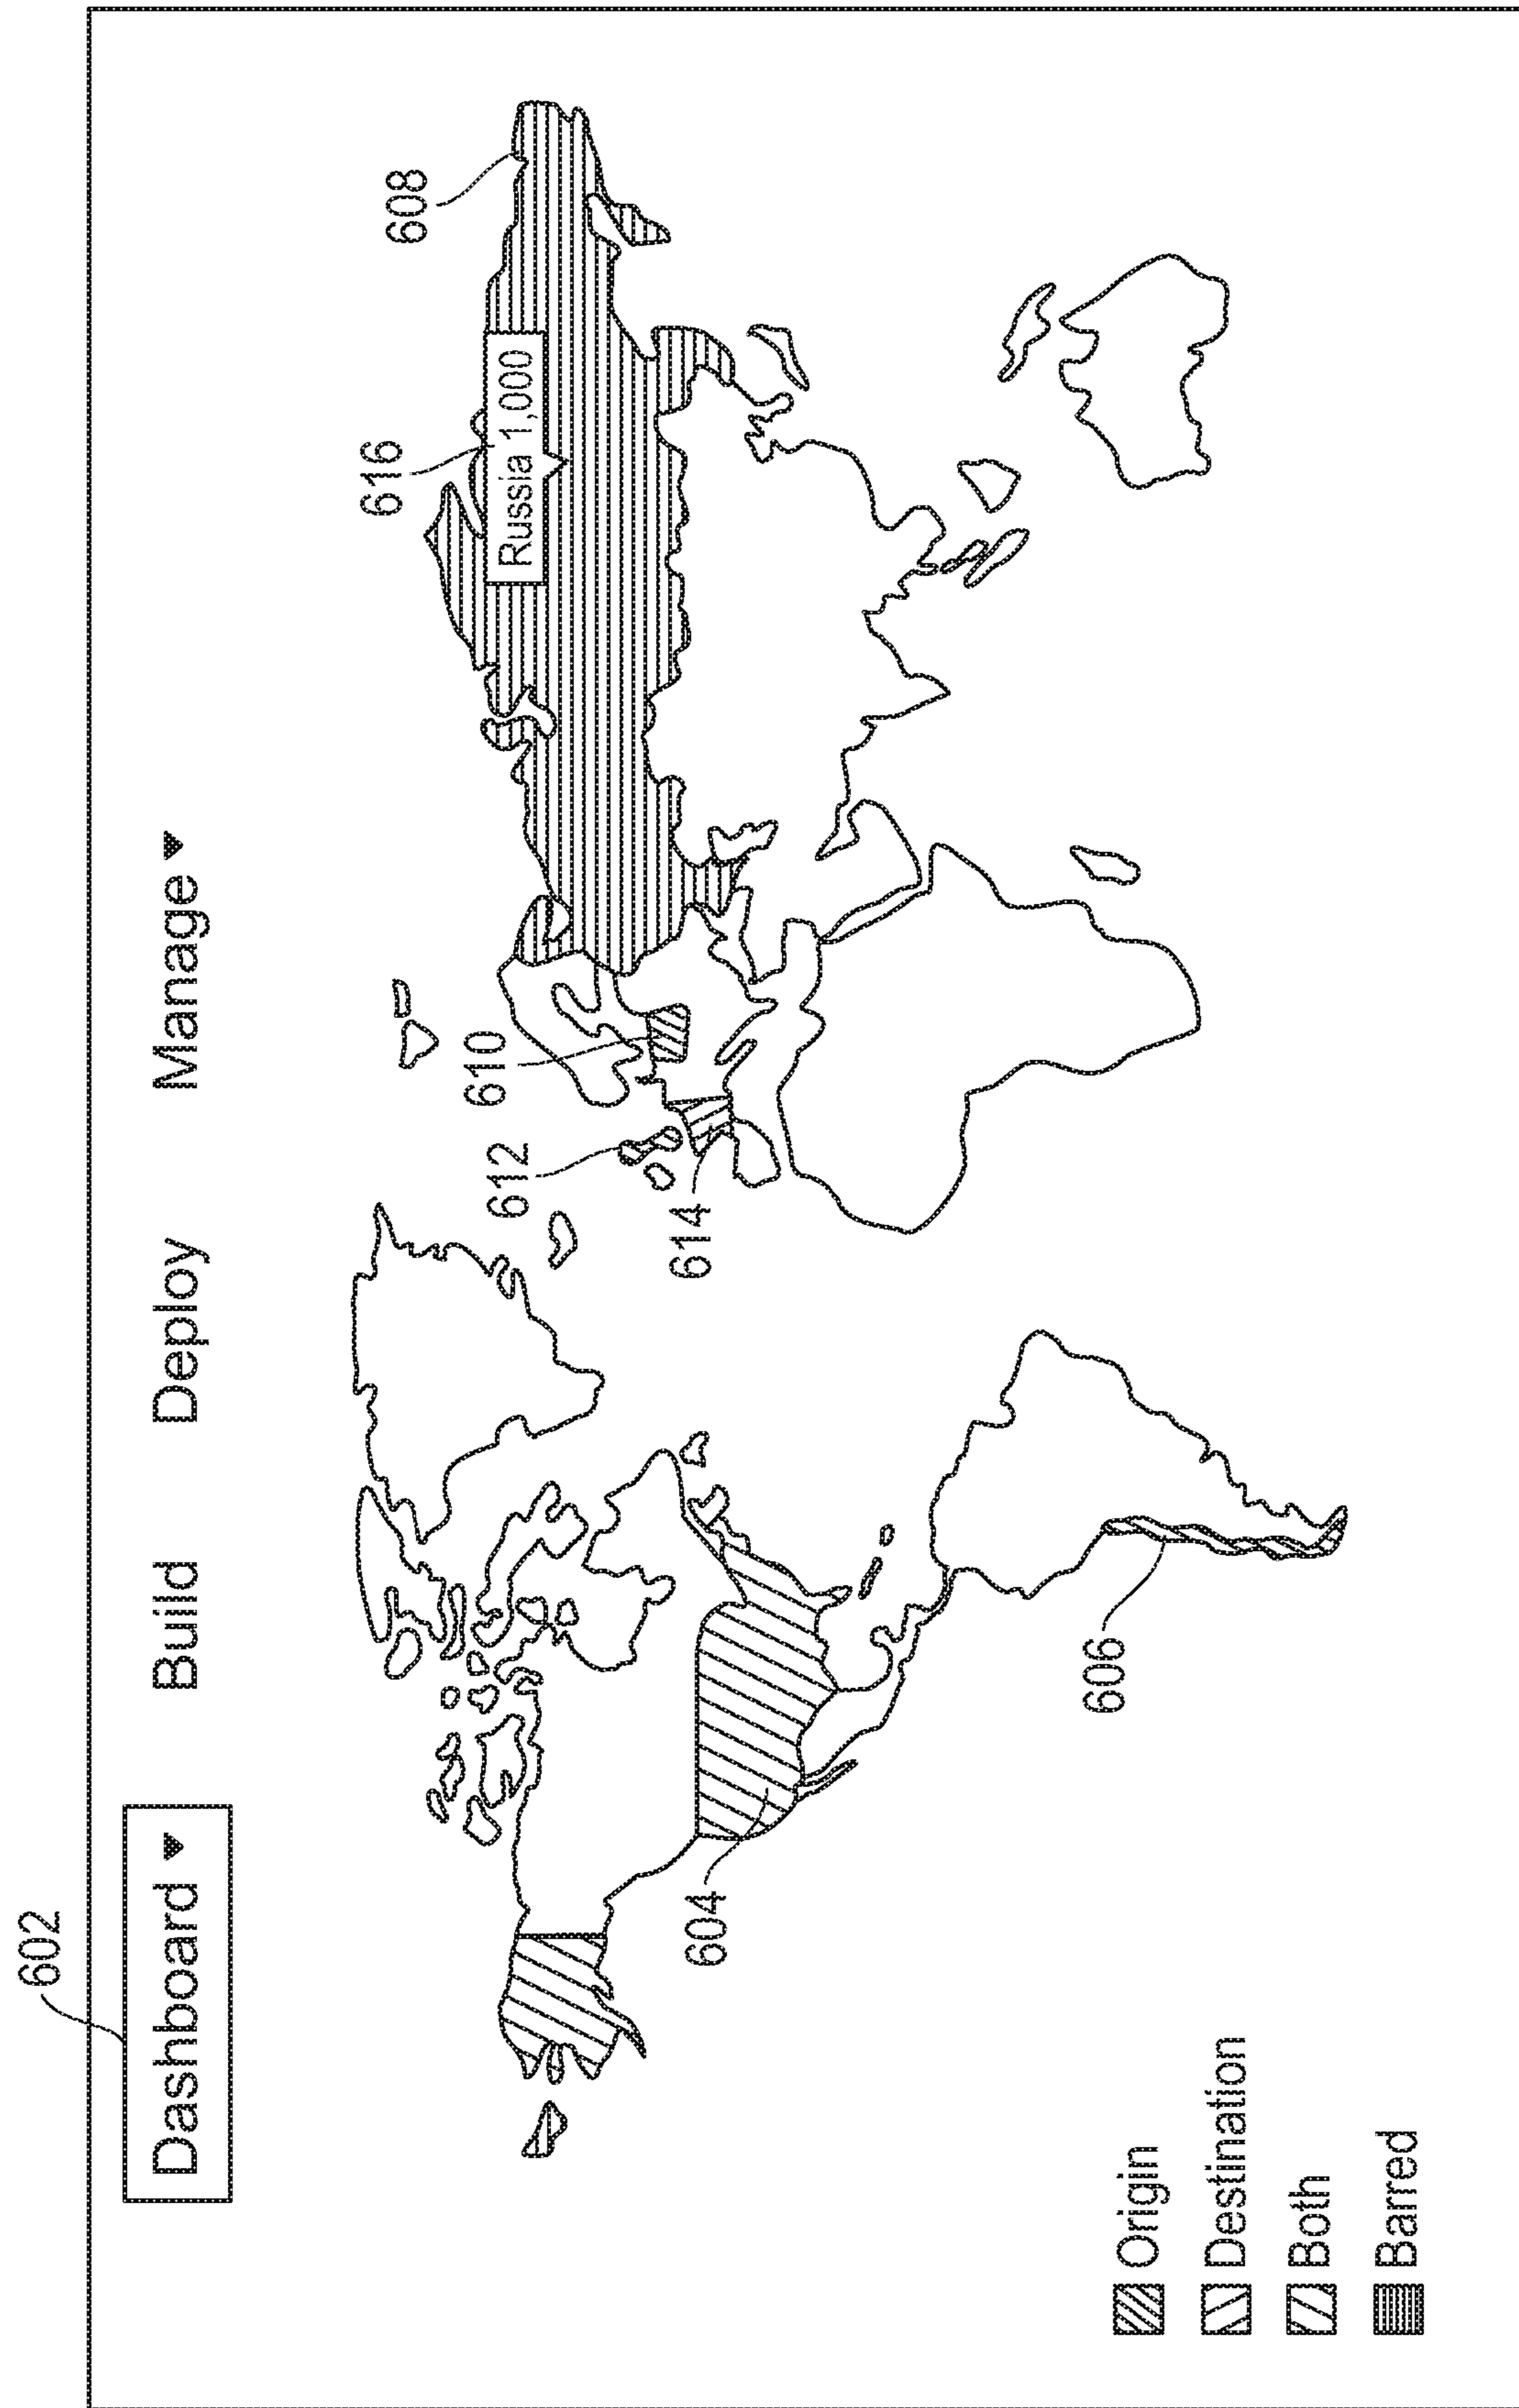 602
Dashboard ▼
Build
Deploy
Manage ▼
616
608
Russia 1,000
610
612
614
604
606
Origin
Destination
Both
Barred